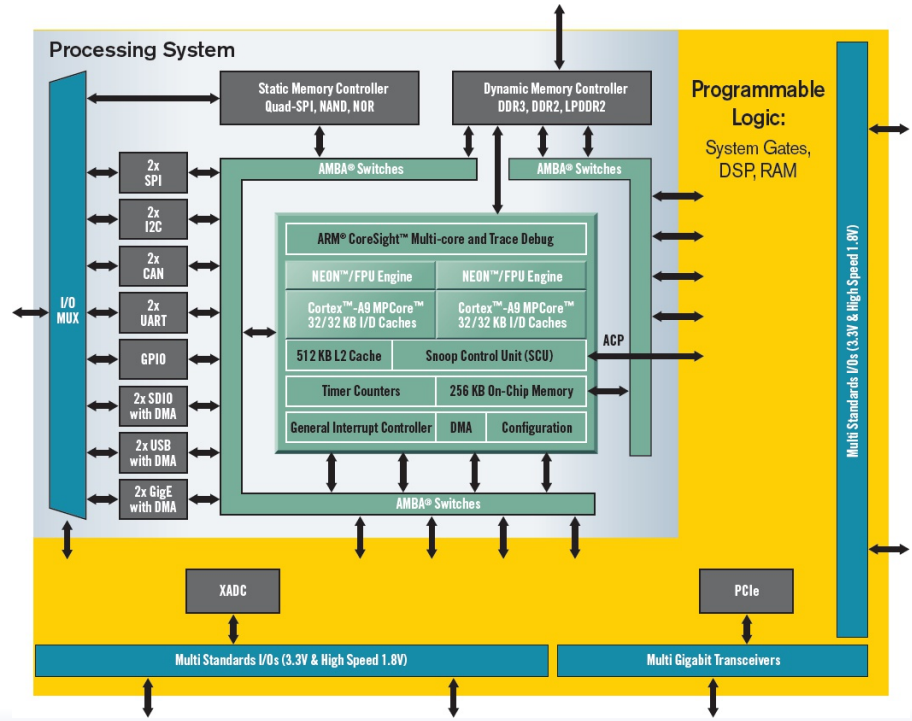 Processing System
Static Memory Controller
Quad-SPI, NAND, NOR
Dynamic Memory Controller
DDR3, DDR2, LPDDR2
Programmable
Logic:
System Gates,
DSP, RAM
AMBA® Switches
AMBA® Switches
2x
SPI
2x
I2C
2x
CAN
2x
UART
GPIO
2x SDIO
with DMA
2x USB
with DMA
2x GigE
with DMA
I/O
MUX
ARM® CoreSight™ Multi-core and Trace Debug
NEON™/FPU Engine
NEON™/FPU Engine
Cortex™-A9 MPCore™
32/32 KB I/D Caches
Cortex™-A9 MPCore™
32/32 KB I/D Caches
512 KB L2 Cache
Snoop Control Unit (SCU)
ACP
Timer Counters
256 KB On-Chip Memory
General Interrupt Controller
DMA
Configuration
AMBA® Switches
Multi Standards I/Os (3.3V & High Speed 1.8V)
XADC
PCIe
Multi Standards I/Os (3.3V & High Speed 1.8V)
Multi Gigabit Transceivers